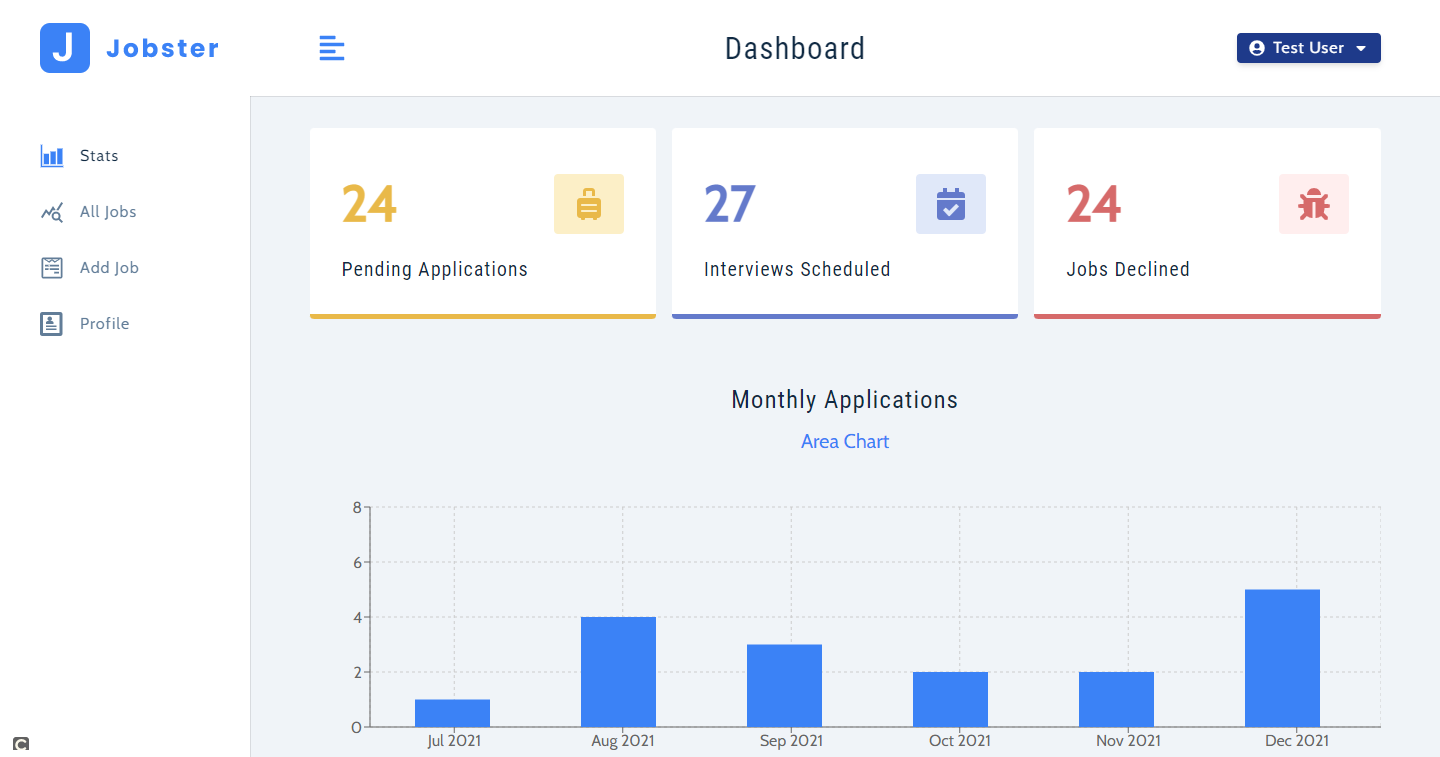 J Jobster
Dashboard
Test User
Stats
All Jobs
Add Job
Profile
24
Pending Applications
27
Interviews Scheduled
24
Jobs Declined
Monthly Applications
Area Chart
8
6
4
2
0
Jul 2021 Aug 2021 Sep 2021 Oct 2021 Nov 2021 Dec 2021
C